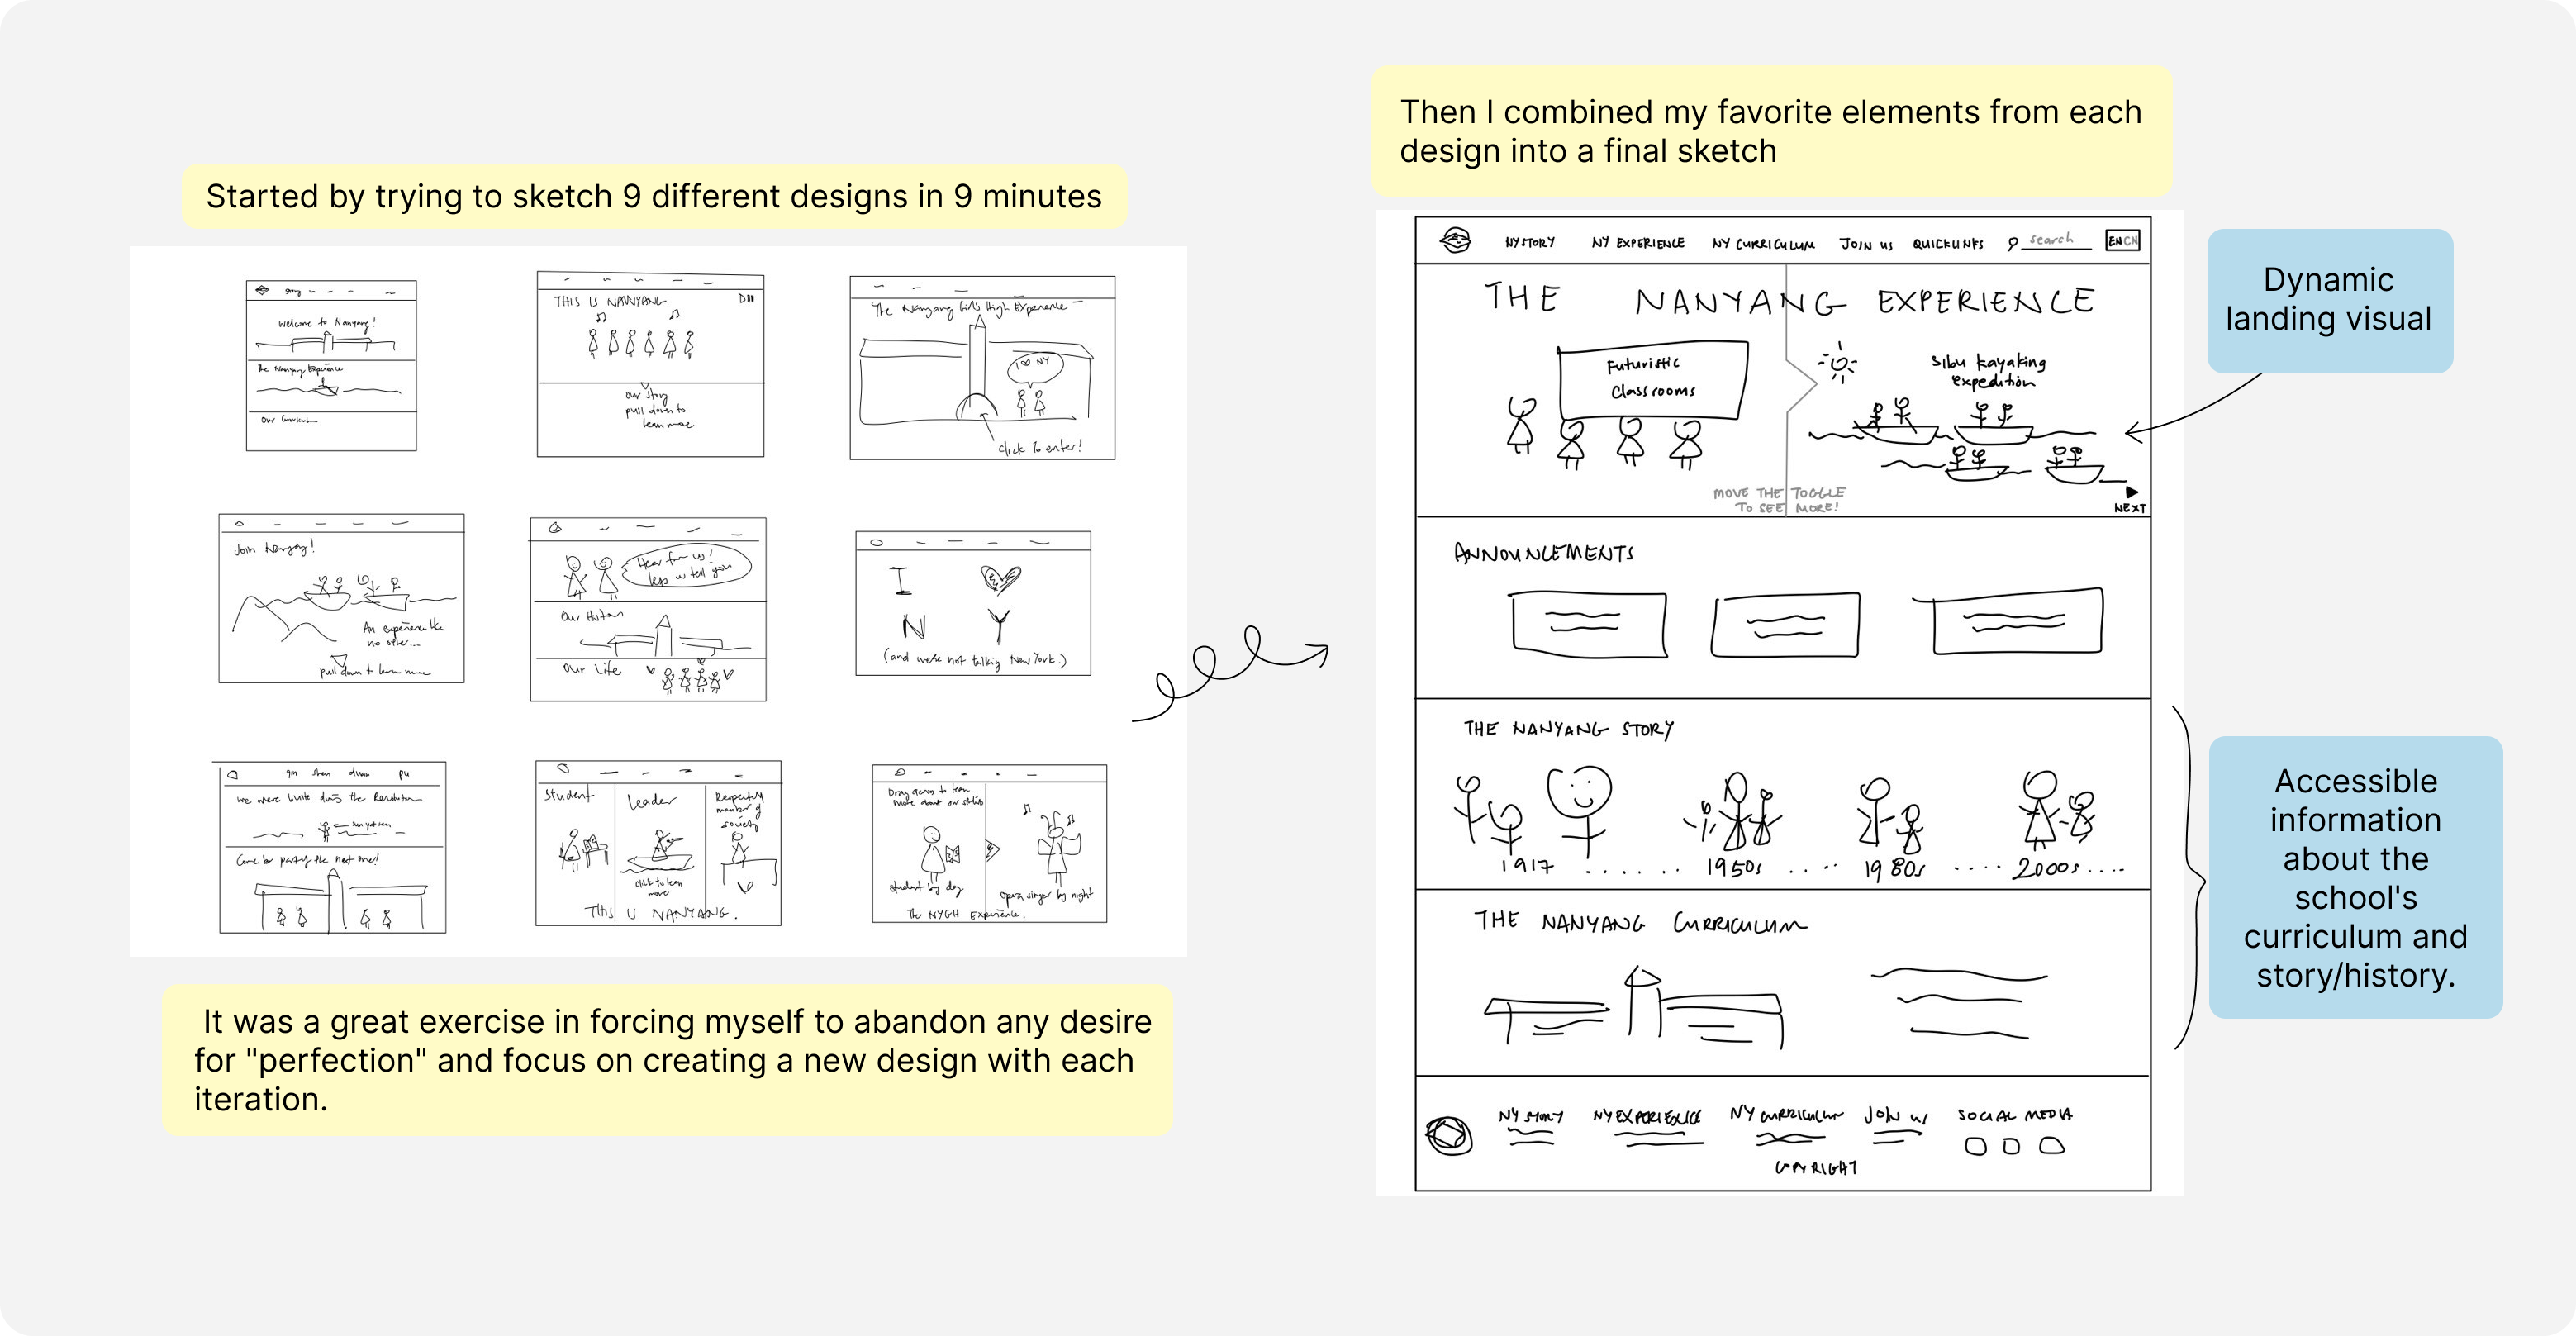 Started by trying to sketch 9 different designs in 9 minutes
story
Welcome to Nanyang!
The Nanyang Experience
Our Curriculum
THIS IS NANYANG
our story
pull down to
learn more
The Nanyang Girls High Experience
I NY
click to enter!
Join Nanyang!
An experience like
no other...
pull down to learn more
Hear from us!
tell you
Our History
Our Life
I
N Y
(and we're not talking New York.)
We were built during the Revolution
Come be part of the next one!
Student
Leader
Respected
member of
society
click to learn
more
THIS IS NANYANG.
Drag across to learn
more about our students
student by day
opera singer by night
The NYGH Experience.
It was a great exercise in forcing myself to abandon any desire
for "perfection" and focus on creating a new design with each
iteration.
Then I combined my favorite elements from each
design into a final sketch
NY STORY NY EXPERIENCE NY CURRICULUM JOIN US QUICKLINKS search EN CN
THE NANYANG EXPERIENCE
Futuristic
Classrooms
Sibu kayaking
expedition
MOVE THE TOGGLE
TO SEE MORE!
NEXT
ANNOUNCEMENTS
THE NANYANG STORY
1917 ...... 1950s .. .. 1980s .... 2000s ....
THE NANYANG CURRICULUM
NY STORY NY EXPERIENCE NY CURRICULUM JOIN US SOCIAL MEDIA
COPYRIGHT
Dynamic
landing visual
Accessible
information
about the
school's
curriculum and
story/history.